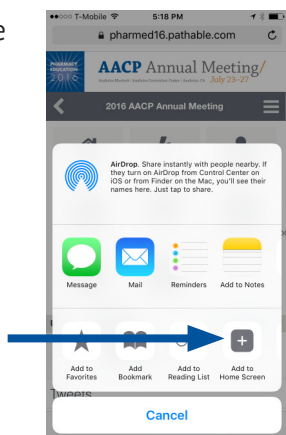 e
T-Mobile 5:18 PM
pharmed16.pathable.com
PHARMACY
EDUCATION
2016
AACP Annual Meeting/
July 23–27
2016 AACP Annual Meeting
AirDrop. Share instantly with people nearby. If
they turn on AirDrop from Control Center on
iOS or from Finder on the Mac, you'll see their
names here. Just tap to share.
Message Mail Reminders Add to Notes
Add to Favorites
Add Bookmark
Add to Reading List
Add to Home Screen
Tweets
Cancel